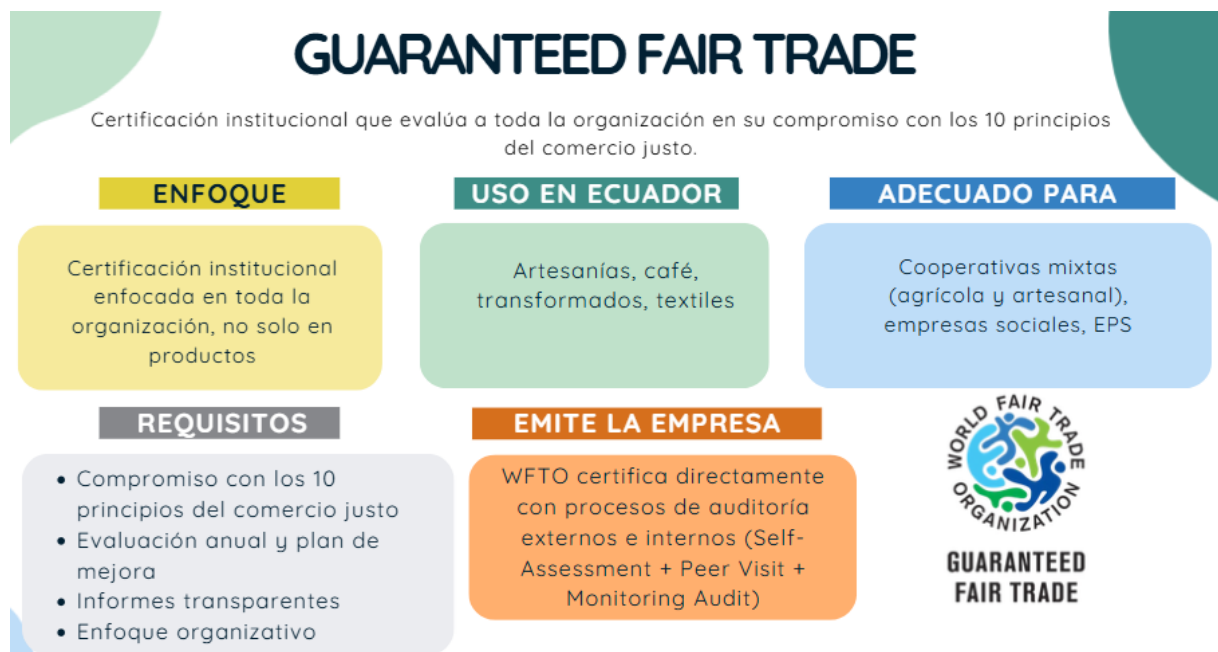 GUARANTEED FAIR TRADE
Certificación institucional que evalúa a toda la organización en su compromiso con los 10 principios
del comercio justo.
ENFOQUE
Certificación institucional
enfocada en toda la
organización, no solo en
productos
USO EN ECUADOR
Artesanías, café,
transformados, textiles
ADECUADO PARA
Cooperativas mixtas
(agrícola y artesanal),
empresas sociales, EPS
REQUISITOS
• Compromiso con los 10
principios del comercio justo
• Evaluación anual y plan de
mejora
• Informes transparentes
• Enfoque organizativo
EMITE LA EMPRESA
WFTO certifica directamente
con procesos de auditoría
externos e internos (Self-
Assessment + Peer Visit +
Monitoring Audit)
WORLD FAIR TRADE
ORGANIZATION
GUARANTEED
FAIR TRADE